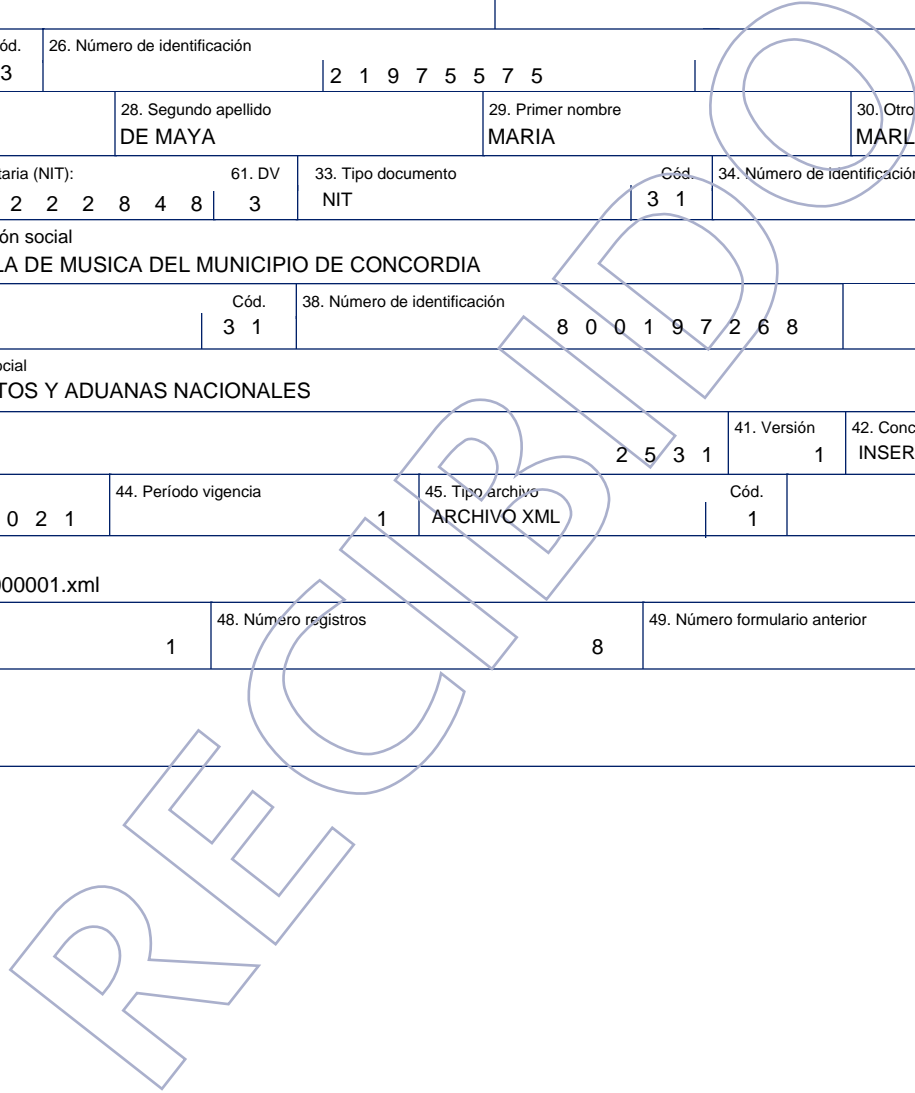 ód. 26. Número de identificación
3 2 1 9 7 5 5 7 5
28. Segundo apellido 29. Primer nombre 30. Otro
DE MAYA MARIA MARL
taria (NIT): 61. DV 33. Tipo documento Cód. 34. Número de identificación
2 2 2 8 4 8 3 NIT 3 1
ón social
LA DE MUSICA DEL MUNICIPIO DE CONCORDIA
Cód. 38. Número de identificación
3 1 8 0 0 1 9 7 2 6 8
ocial
TOS Y ADUANAS NACIONALES
41. Versión 42. Conc
2 5 3 1 1 INSER
44. Período vigencia 45. Tipo archivo Cód.
0 2 1 1 ARCHIVO XML 1
000001.xml
48. Número registros 49. Número formulario anterior
1 8
RECIBIDO